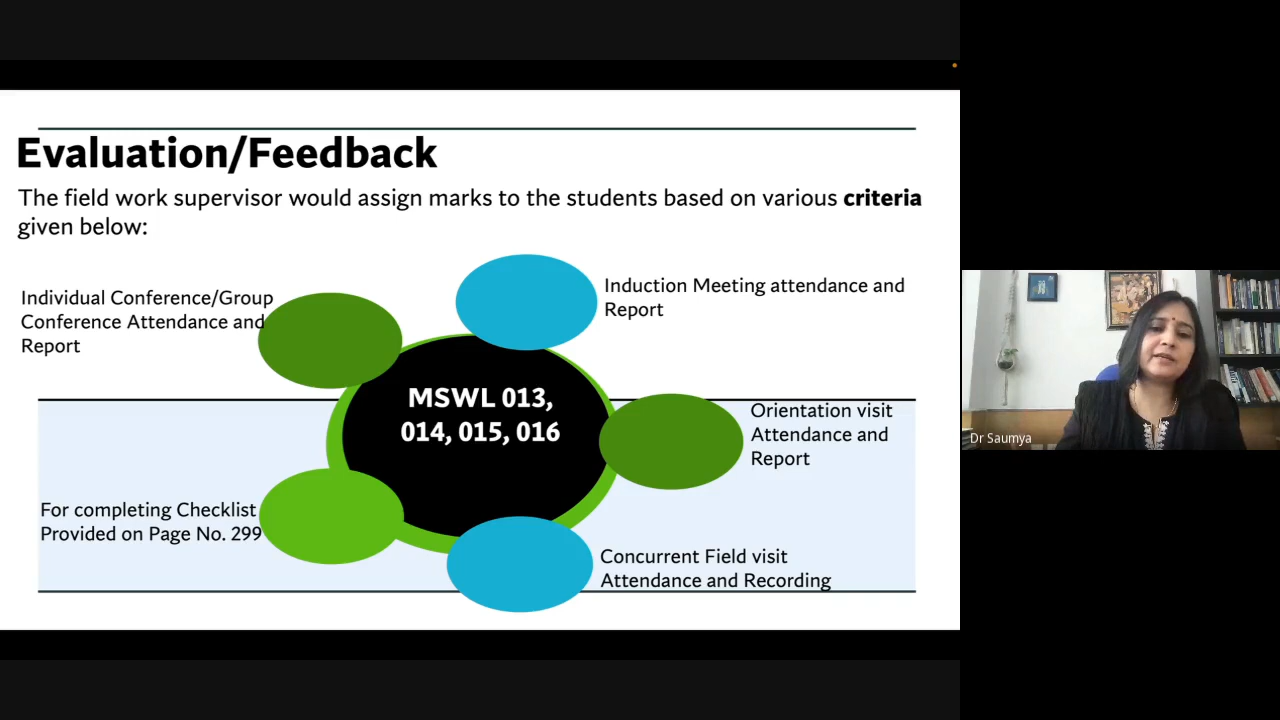 Evaluation/Feedback
The field work supervisor would assign marks to the students based on various criteria
given below:
Individual Conference/Group
Conference Attendance and
Report
Induction Meeting attendance and
Report
MSWL 013,
014, 015, 016
Orientation visit
Attendance and
Report
For completing Checklist
Provided on Page No. 299
Concurrent Field visit
Attendance and Recording
Dr Saumya